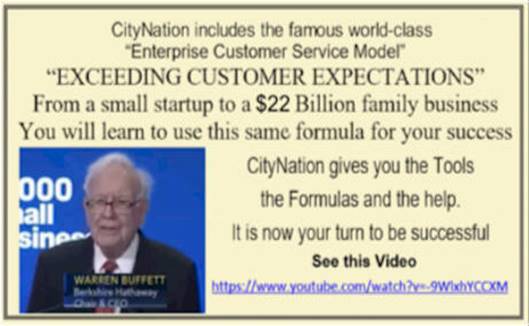 CityNation includes the famous world-class
“Enterprise Customer Service Model”
“EXCEEDING CUSTOMER EXPECTATIONS”
From a small startup to a $22 Billion family business
You will learn to use this same formula for your success
000
all
sines
WARREN BUFFETT
Berkshire Hathaway
Chair & CEO
CityNation gives you the Tools
the Formulas and the help.
It is now your turn to be successful
See this Video
https://www.youtube.com/watch?v=-9WlxhYCCXM